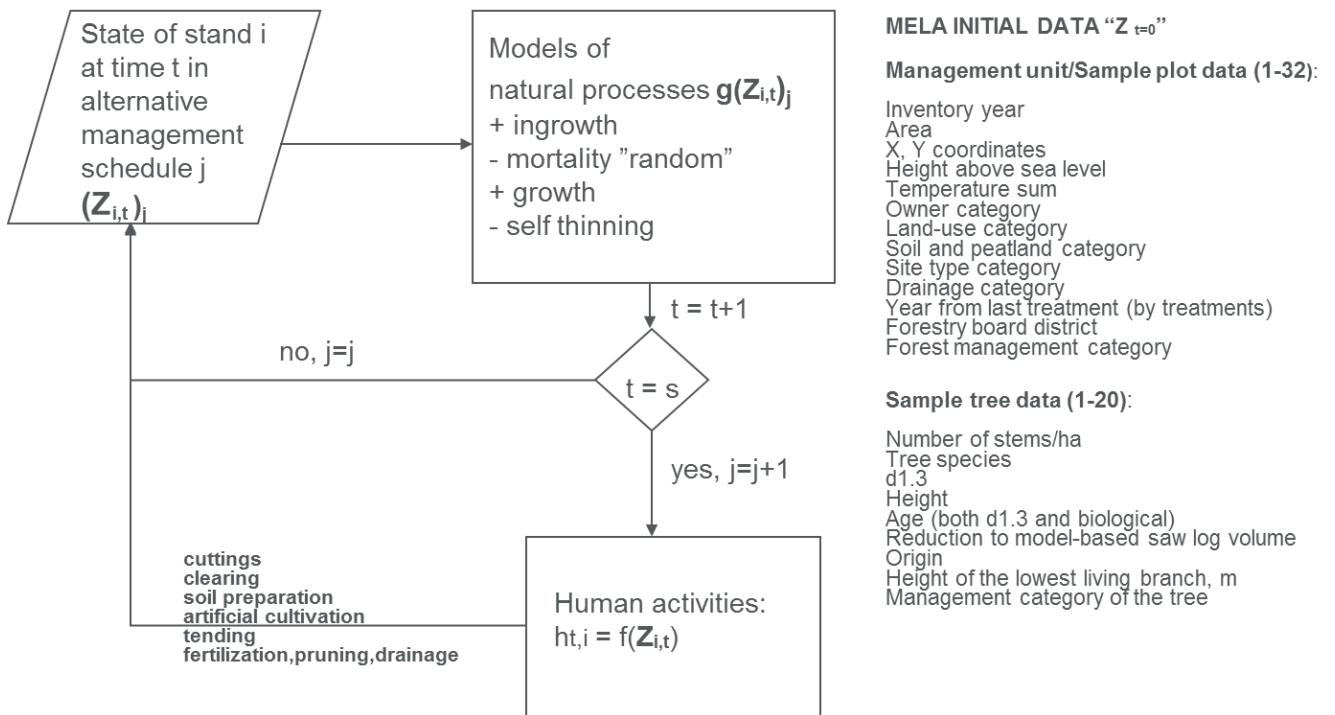 State of stand i
at time t in
alternative
management
schedule j
(Z i,t )j
Models of
natural processes g(Zi,t)j
+ ingrowth
- mortality ”random”
+ growth
- self thinning
t = t+1
no, j=j
t = s
yes, j=j+1
cuttings
clearing
soil preparation
artificial cultivation
tending
fertilization,pruning,drainage
Human activities:
ht,i = f(Zi,t)
MELA INITIAL DATA “Z t=0”
Management unit/Sample plot data (1-32):
Inventory year
Area
X, Y coordinates
Height above sea level
Temperature sum
Owner category
Land-use category
Soil and peatland category
Site type category
Drainage category
Year from last treatment (by treatments)
Forestry board district
Forest management category
Sample tree data (1-20):
Number of stems/ha
Tree species
d1.3
Height
Age (both d1.3 and biological)
Reduction to model-based saw log volume
Origin
Height of the lowest living branch, m
Management category of the tree